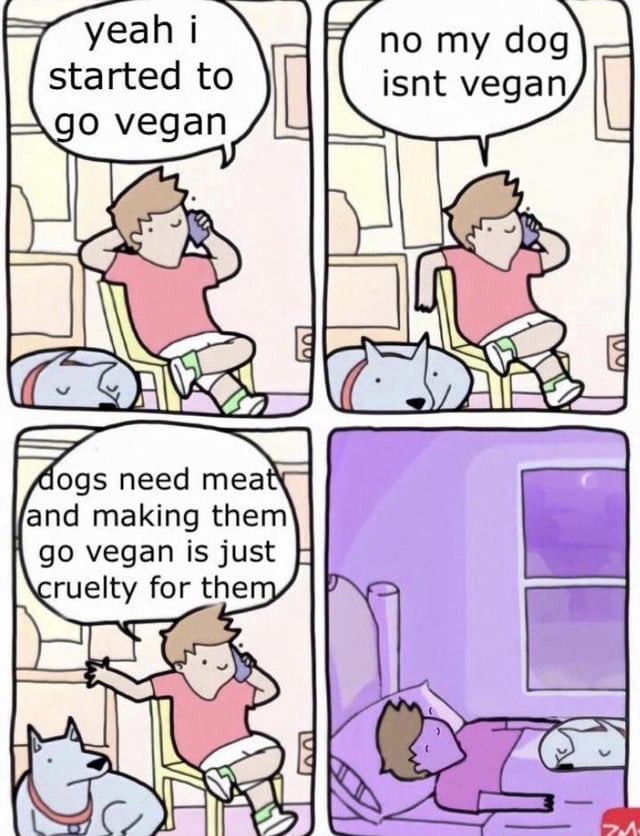 yeah i
started to
go vegan
no my dog
isnt vegan
dogs need meat
and making them
go vegan is just
cruelty for them